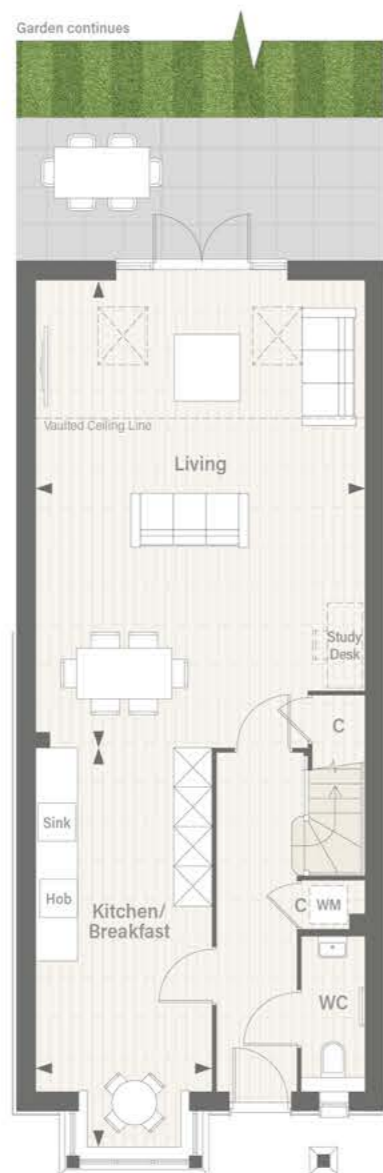 Garden continues
Vaulted Ceiling Line
Living
Study
Desk
C
Sink
Hob
Kitchen/
Breakfast
C
WM
WC